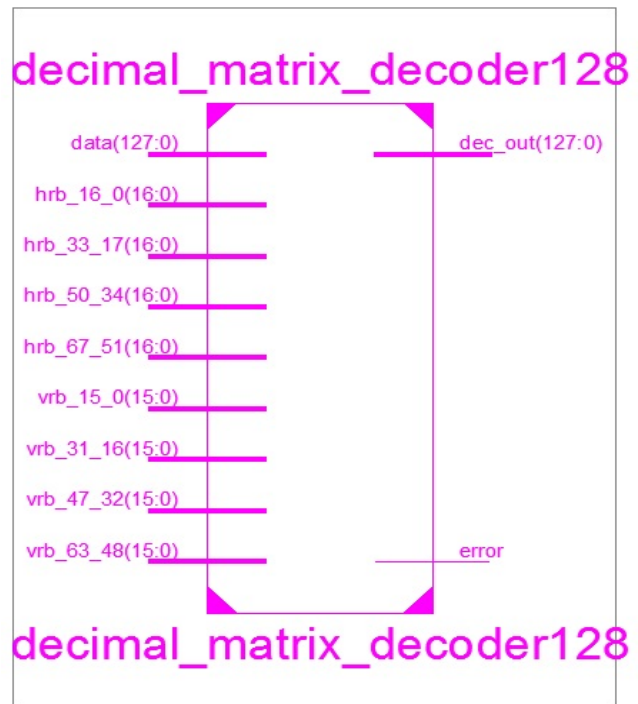 decimal_matrix_decoder128
data(127:0) dec_out(127:0)
hrb_16_0(16:0)
hrb_33_17(16:0)
hrb_50_34(16:0)
hrb_67_51(16:0)
vrb_15_0(15:0)
vrb_31_16(15:0)
vrb_47_32(15:0)
vrb_63_48(15:0) error
decimal_matrix_decoder128